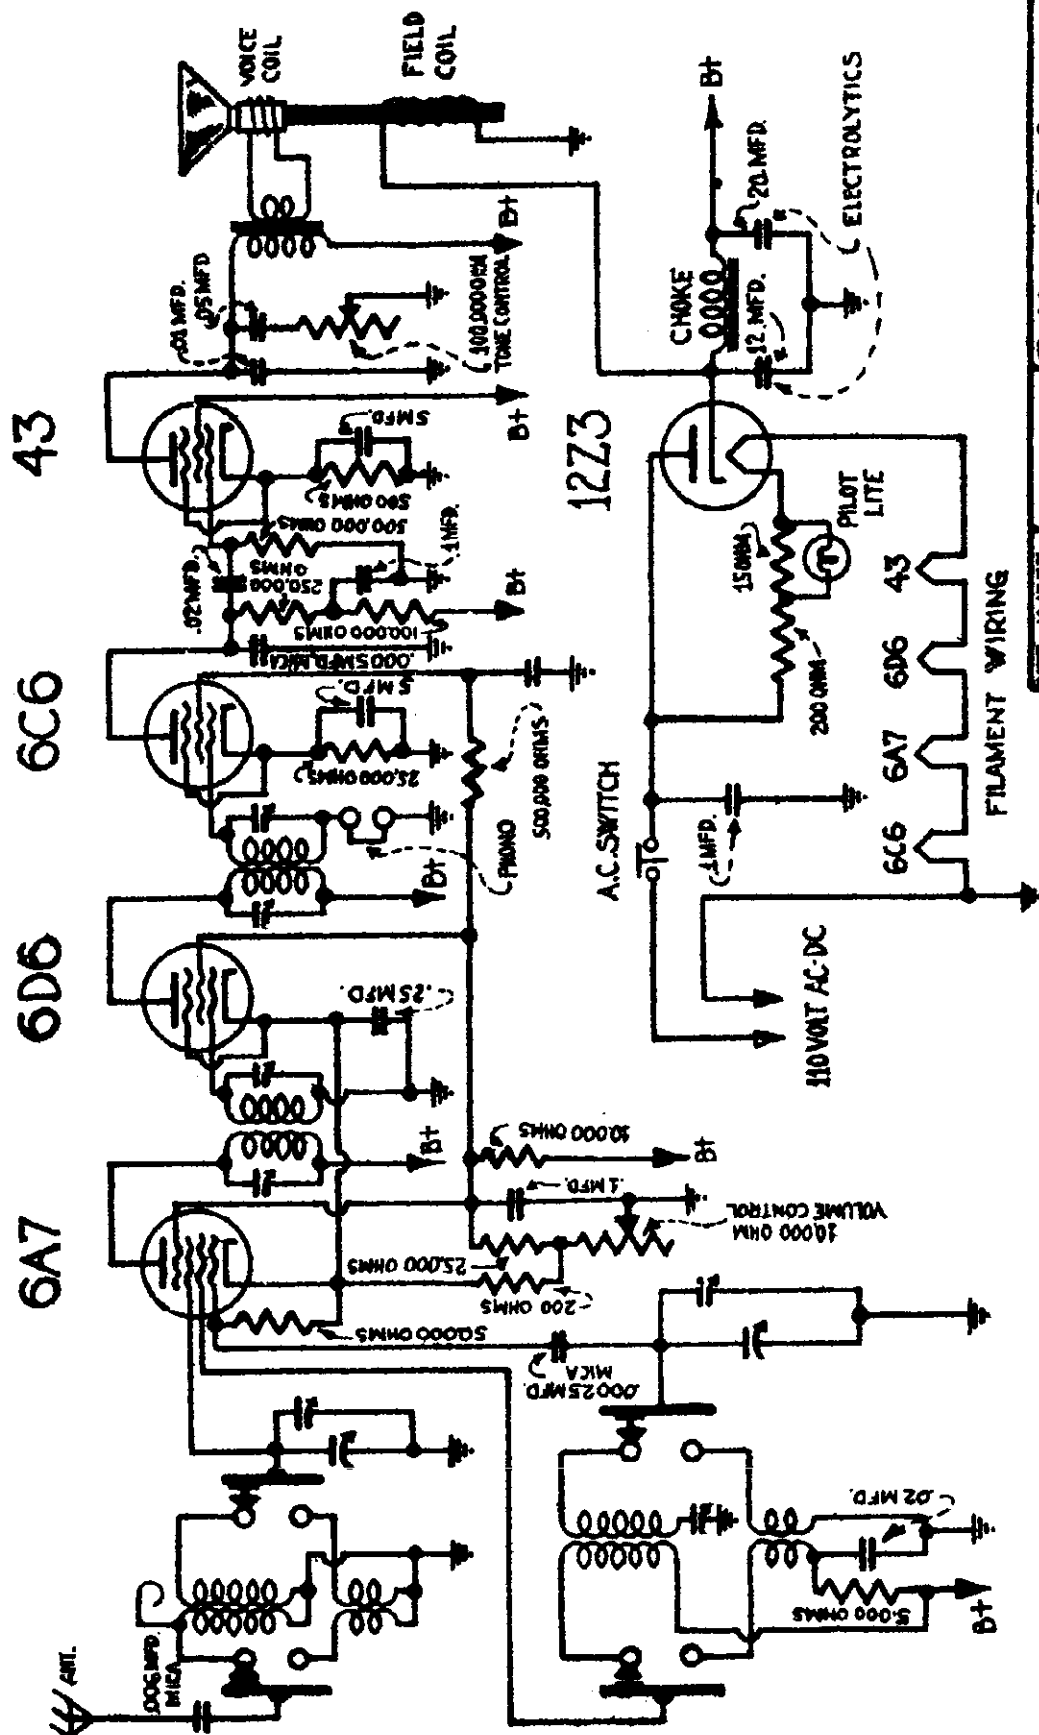 6A7
6D6
6C6
43
ANT.
.006 MFD.
MICA
50,000 OHMS
200 OHMS
25,000 OHMS
.1 MFD.
10,000 OHMS
B+
10,000 OHM
VOLUME CONTROL
.00025 MFD.
MICA
5,000 OHMS
.02 MFD.
B+
B+
.25 MFD.
B+
PHONO
500,000 OHMS
25,000 OHMS
5 MFD.
.0005 MFD. MICA
100,000 OHMS
250,000
OHMS
.02 MFD.
500,000 OHMS
.1 MFD.
B+
500 OHMS
5 MFD.
B+
.01 MFD.
.05 MFD
100,000 OHM
TONE CONTROL
B+
VOICE
COIL
FIELD
COIL
12Z3
A.C. SWITCH
.1 MFD.
110 VOLT AC-DC
200 OHM
15 OHM
PILOT
LITE
CHOKE
12. MFD.
20. MFD.
B+
ELECTROLYTICS
6C6
6A7
6D6
43
FILAMENT WIRING